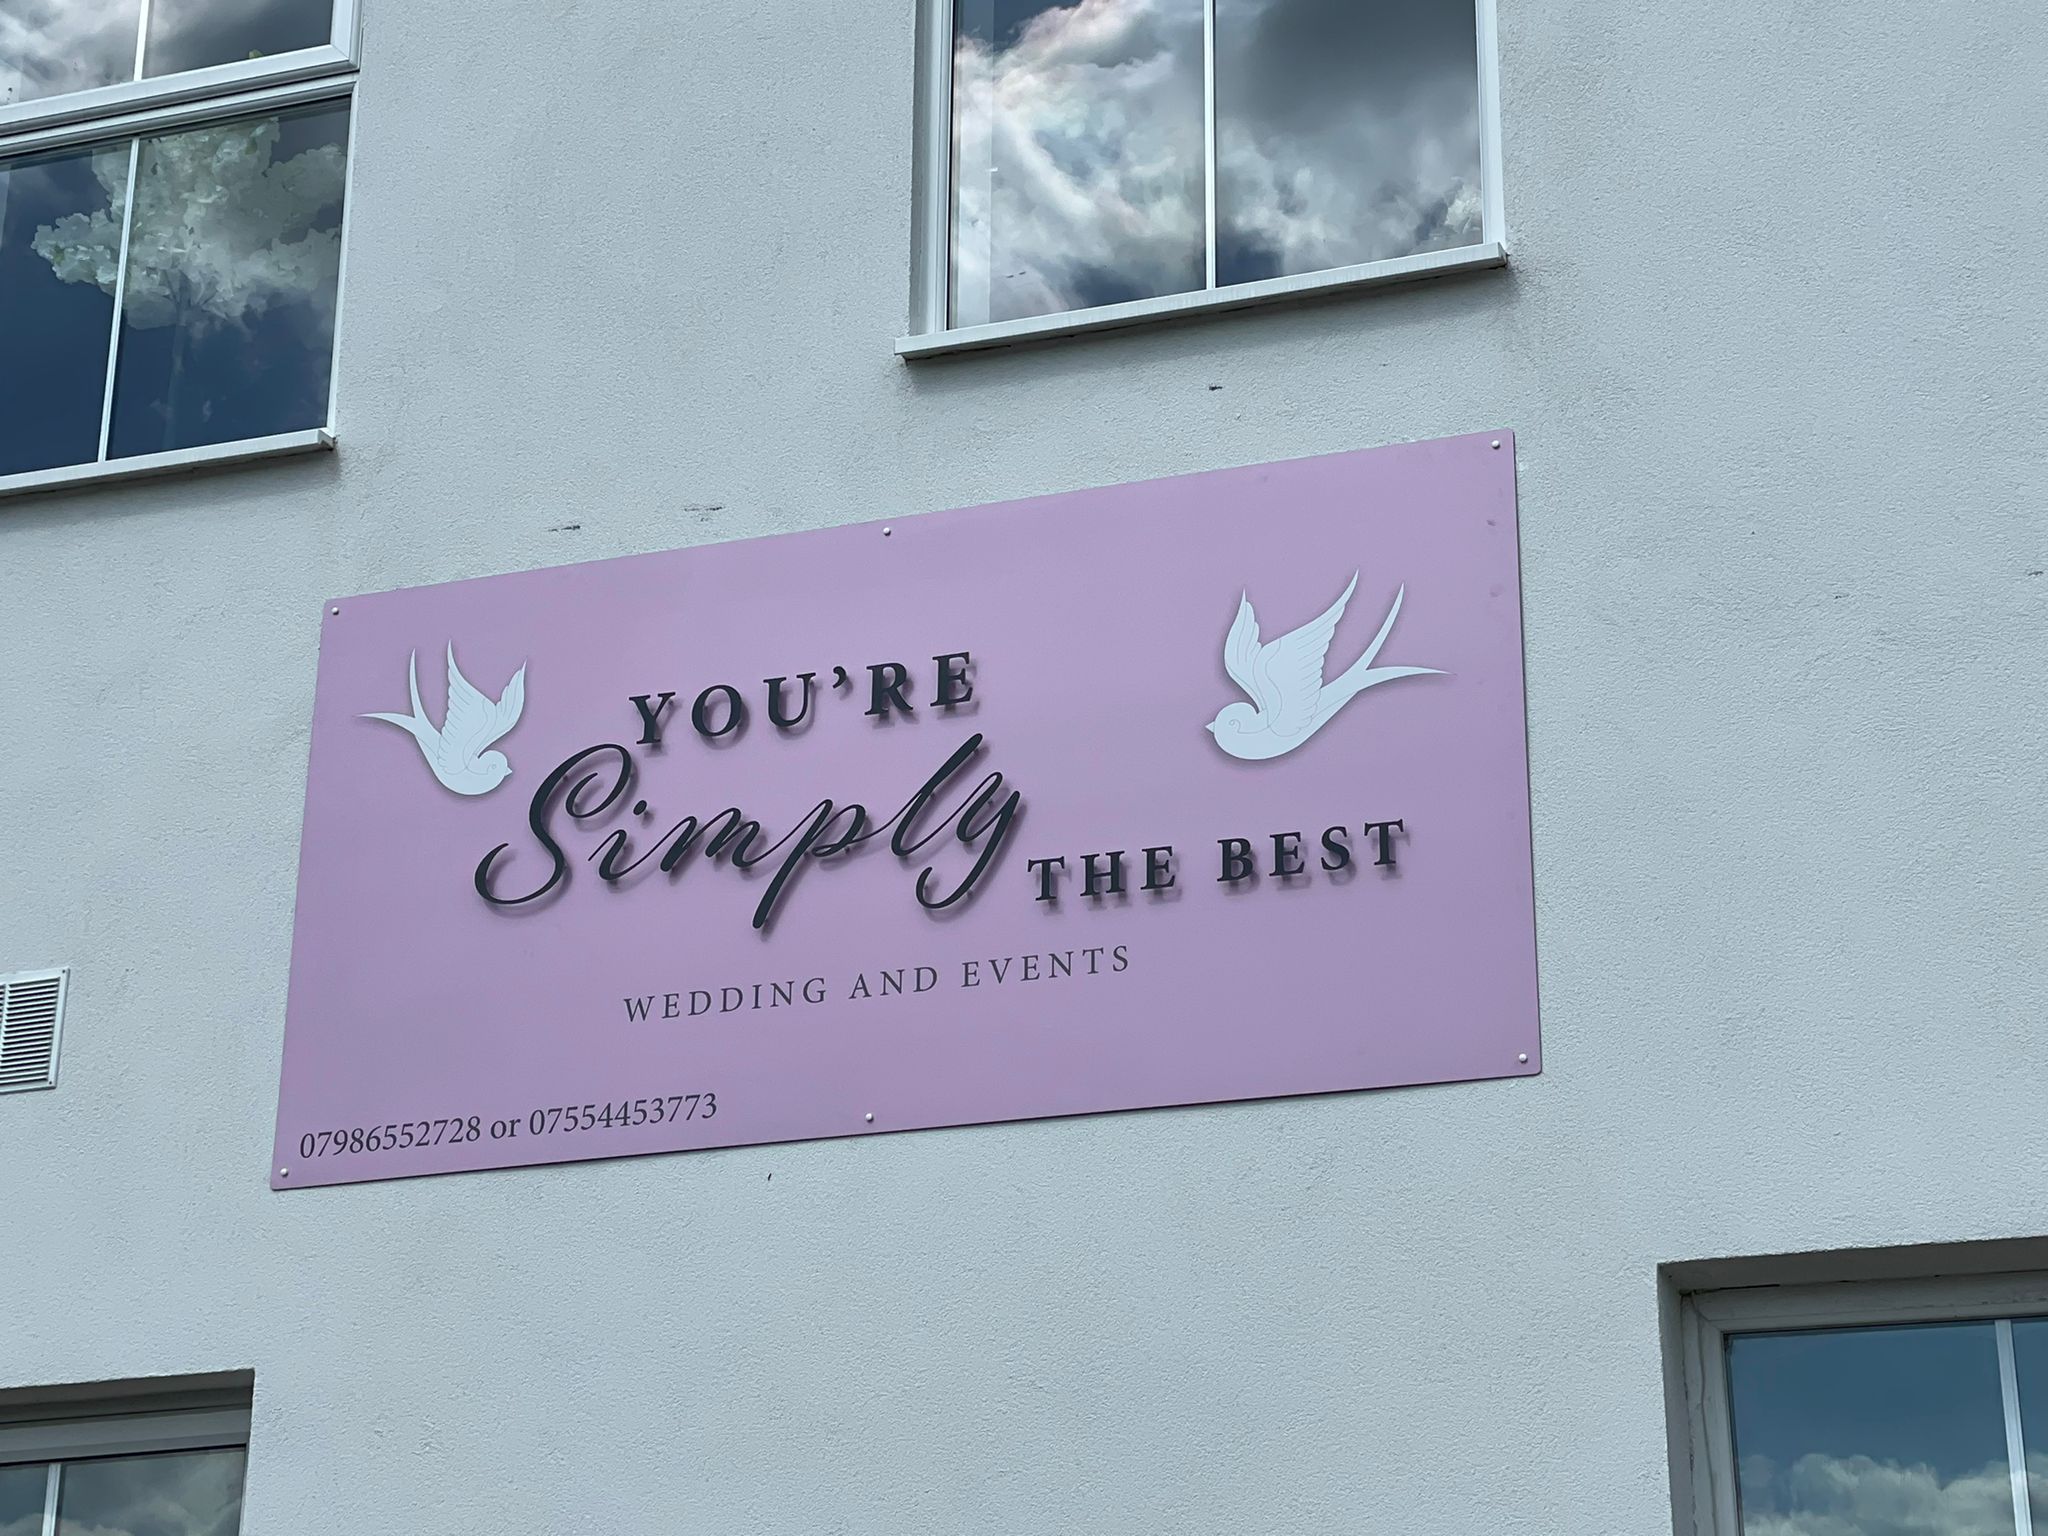 YOU'RE
Simply THE BEST
WEDDING AND EVENTS
07986552728 or 07554453773